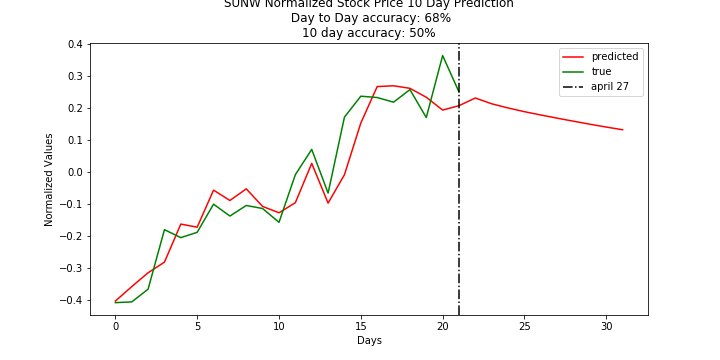 SUNW Normalized Stock Price 10 Day Prediction
Day to Day accuracy: 68%
10 day accuracy: 50%
predicted
true
april 27
Normalized Values
0.4
0.3
0.2
0.1
0.0
−0.1
−0.2
−0.3
−0.4
0 5 10 15 20 25 30
Days